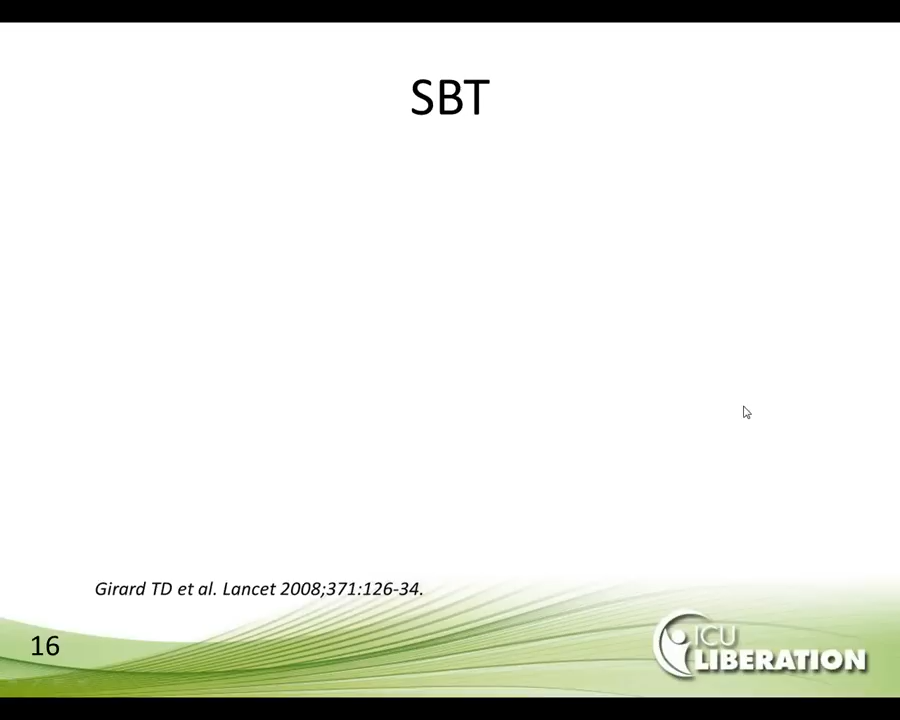 SBT
Girard TD et al. Lancet 2008;371:126-34.
16
ICU
LIBERATION